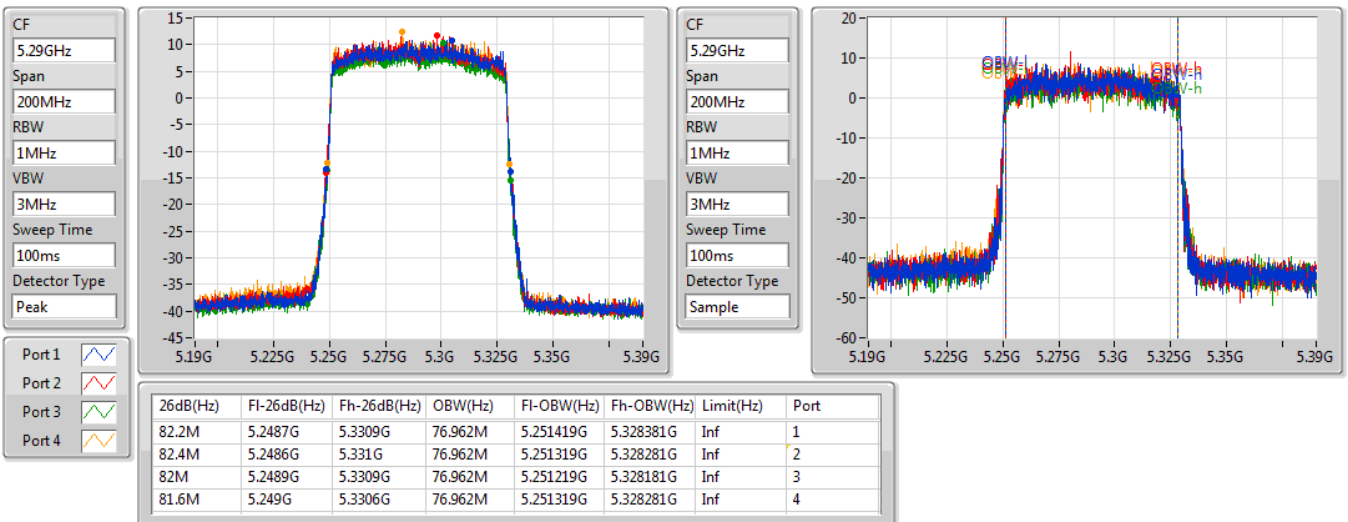 CF
5.29GHz
Span
200MHz
RBW
1MHz
VBW
3MHz
Sweep Time
100ms
Detector Type
Peak
15
10
5
0
-5
-10
-15
-20
-25
-30
-35
-40
-45
5.19G 5.225G 5.25G 5.275G 5.3G 5.325G 5.35G 5.39G
CF
5.29GHz
Span
200MHz
RBW
1MHz
VBW
3MHz
Sweep Time
100ms
Detector Type
Sample
20
10
0
-10
-20
-30
-40
-50
-60
OBW-l OBW-h
OBW-h
OBW-h
5.19G 5.225G 5.25G 5.275G 5.3G 5.325G 5.35G 5.39G
Port 1
Port 2
Port 3
Port 4
26dB(Hz) Fl-26dB(Hz) Fh-26dB(Hz) OBW(Hz) Fl-OBW(Hz) Fh-OBW(Hz) Limit(Hz) Port
82.2M 5.2487G 5.3309G 76.962M 5.251419G 5.328381G Inf 1
82.4M 5.2486G 5.331G 76.962M 5.251319G 5.328281G Inf 2
82M 5.2489G 5.3309G 76.962M 5.251219G 5.328181G Inf 3
81.6M 5.249G 5.3306G 76.962M 5.251319G 5.328281G Inf 4